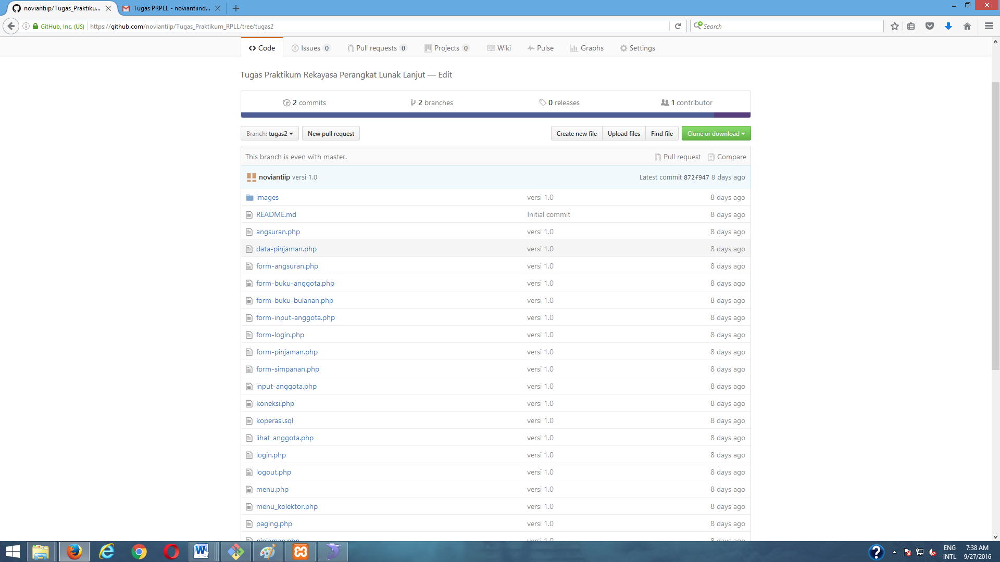 noviantiip/Tugas_Praktiku...
Tugas PRPLL - noviantiind...
GitHub, Inc. (US)
https://github.com/noviantiip/Tugas_Praktikum_RPLL/tree/tugas2
Search
Code
Issues 0
Pull requests 0
Projects 0
Wiki
Pulse
Graphs
Settings
Tugas Praktikum Rekayasa Perangkat Lunak Lanjut — Edit
2 commits
2 branches
0 releases
1 contributor
Branch: tugas2
New pull request
Create new file
Upload files
Find file
Clone or download
This branch is even with master.
Pull request
Compare
noviantiip versi 1.0
Latest commit 872f947 8 days ago
images versi 1.0 8 days ago
README.md Initial commit 8 days ago
angsuran.php versi 1.0 8 days ago
data-pinjaman.php versi 1.0 8 days ago
form-angsuran.php versi 1.0 8 days ago
form-buku-anggota.php versi 1.0 8 days ago
form-buku-bulanan.php versi 1.0 8 days ago
form-input-anggota.php versi 1.0 8 days ago
form-login.php versi 1.0 8 days ago
form-pinjaman.php versi 1.0 8 days ago
form-simpanan.php versi 1.0 8 days ago
input-anggota.php versi 1.0 8 days ago
koneksi.php versi 1.0 8 days ago
koperasi.sql versi 1.0 8 days ago
lihat_anggota.php versi 1.0 8 days ago
login.php versi 1.0 8 days ago
logout.php versi 1.0 8 days ago
menu.php versi 1.0 8 days ago
menu_kolektor.php versi 1.0 8 days ago
paging.php versi 1.0 8 days ago
pinjaman.php versi 1.0 8 days ago
ENG
INTL
7:38 AM
9/27/2016